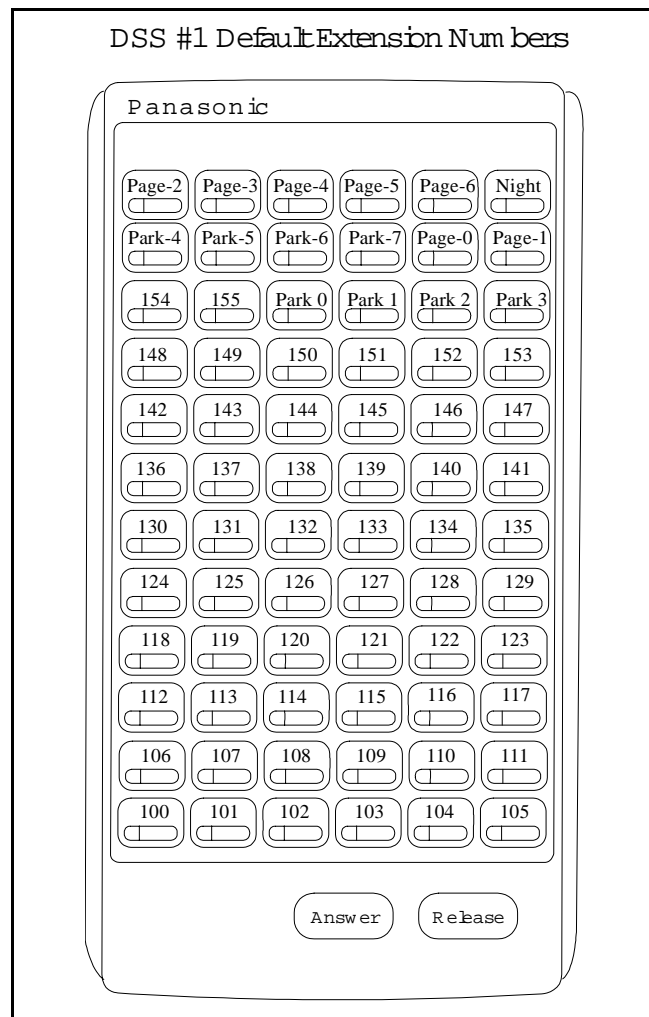 DSS #1 Default Extension Numbers
Panasonic
Page-2 Page-3 Page-4 Page-5 Page-6 Night
Park-4 Park-5 Park-6 Park-7 Page-0 Page-1
154 155 Park 0 Park 1 Park 2 Park 3
148 149 150 151 152 153
142 143 144 145 146 147
136 137 138 139 140 141
130 131 132 133 134 135
124 125 126 127 128 129
118 119 120 121 122 123
112 113 114 115 116 117
106 107 108 109 110 111
100 101 102 103 104 105
Answer Release